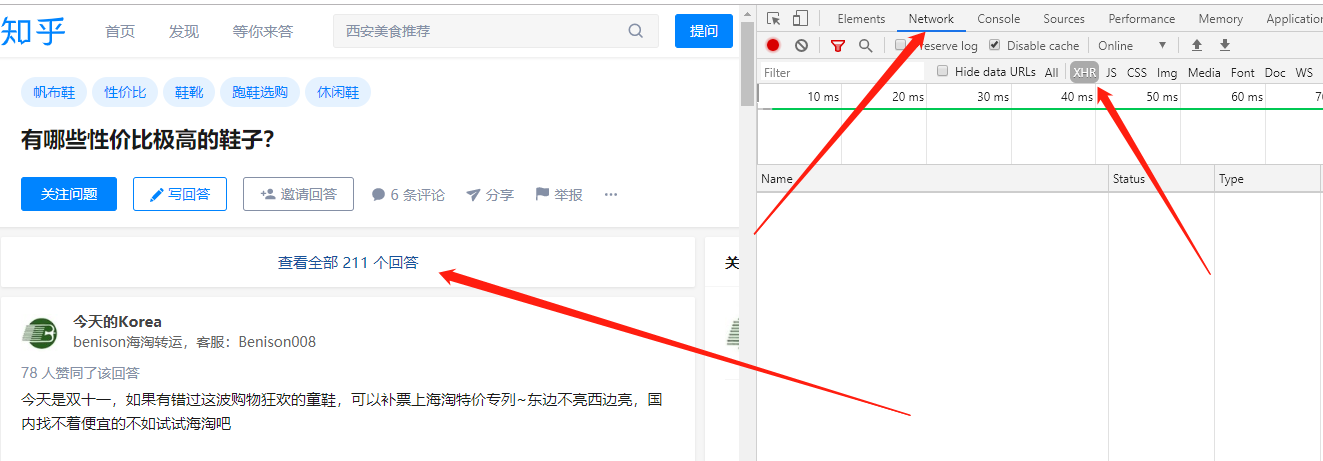 知乎 首页 发现 等你来答 西安美食推荐 提问
帆布鞋 性价比 鞋靴 跑鞋选购 休闲鞋
有哪些性价比极高的鞋子?
关注问题 写回答 邀请回答 6 条评论 分享 举报 ···
查看全部 211 个回答
今天的Korea
benison海淘转运，客服：Benison008
78 人赞同了该回答
今天是双十一，如果有错过这波购物狂欢的童鞋，可以补票上海淘特价专列~东边不亮西边亮，国
内找不着便宜的不如试试海淘吧
关
Elements Network Console Sources Performance Memory Application
reserve log Disable cache Online
Filter Hide data URLs All XHR JS CSS Img Media Font Doc WS
10 ms 20 ms 30 ms 40 ms 50 ms 60 ms
Name Status Type